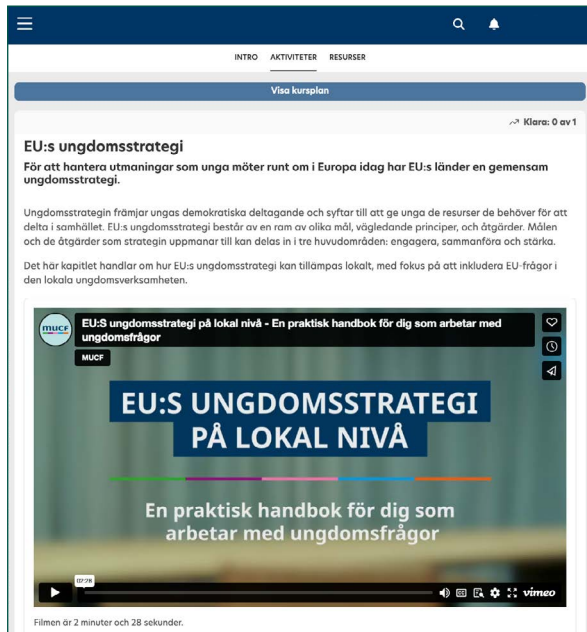 INTRO AKTIVITETER RESURSER
Visa kursplan
Klara: 0 av 1
EU:s ungdomsstrategi
För att hantera utmaningar som unga möter runt om i Europa idag har EU:s länder en gemensam
ungdomsstrategi.
Ungdomsstrategin främjar ungas demokratiska deltagande och syftar till att ge unga de resurser de behöver för att
delta i samhället. EU:s ungdomsstrategi består av en ram av olika mål, vägledande principer, och åtgärder. Målen
och de åtgärder som strategin uppmanar till kan delas in i tre huvudområden: engagera, sammanföra och stärka.
Det här kapitlet handlar om hur EU:s ungdomsstrategi kan tillämpas lokalt, med fokus på att inkludera EU-frågor i
den lokala ungdomsverksamheten.
mucf
EU:S ungdomsstrategi på lokal nivå - En praktisk handbok för dig som arbetar med
ungdomsfrågor
MUCF
EU:S UNGDOMSSTRATEGI
PÅ LOKAL NIVÅ
En praktisk handbok för dig som
arbetar med ungdomsfrågor
02:28
CC
vimeo
Filmen är 2 minuter och 28 sekunder.